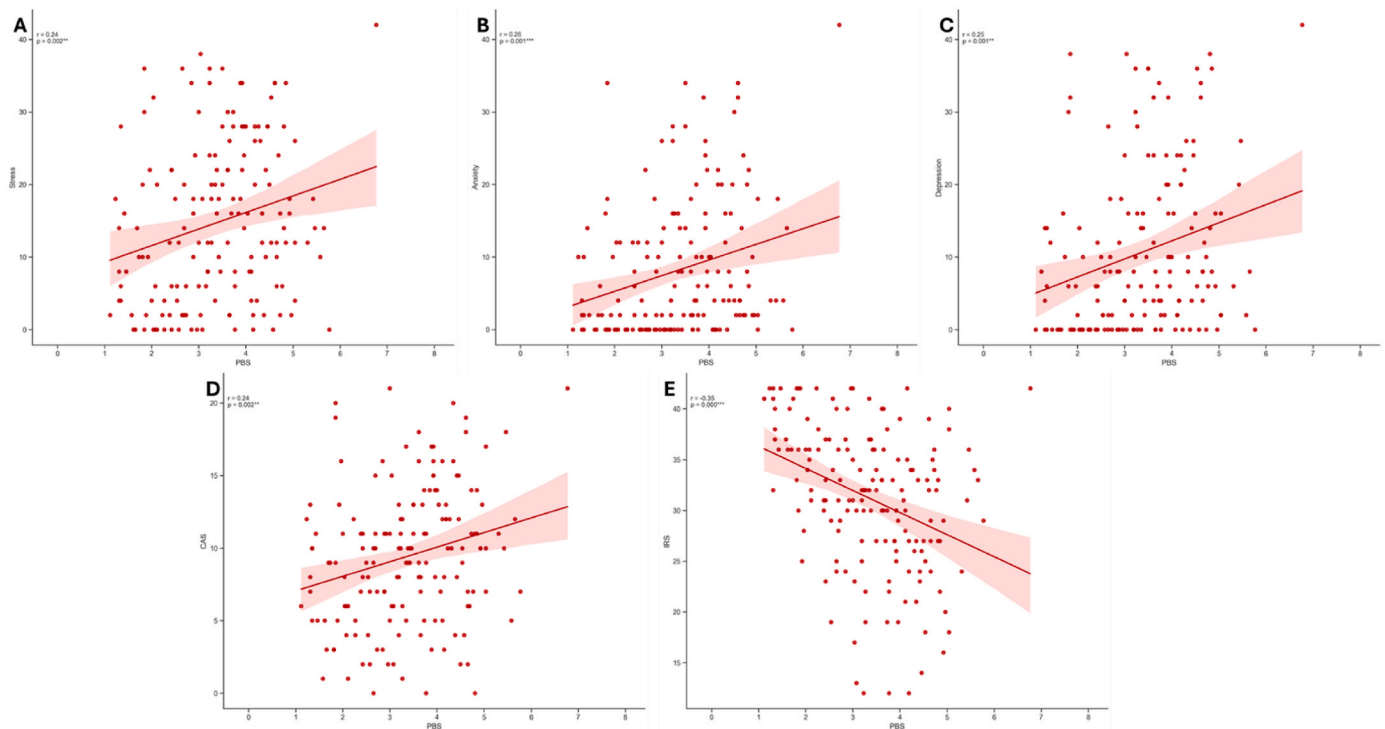 A
r = 0.24
p = 0.002**
40
30
20
10
0
Stress
0 1 2 3 4 5 6 7 8
PBS
B
r = 0.26
p = 0.001***
40
30
20
10
0
Anxiety
0 1 2 3 4 5 6 7 8
PBS
C
r = 0.25
p = 0.001**
40
30
20
10
0
Depression
0 1 2 3 4 5 6 7 8
PBS
D
r = 0.24
p = 0.002**
20
15
10
5
0
CAS
0 1 2 3 4 5 6 7 8
PBS
E
r = -0.35
p = 0.000***
40
35
30
25
20
15
IRS
0 1 2 3 4 5 6 7 8
PBS